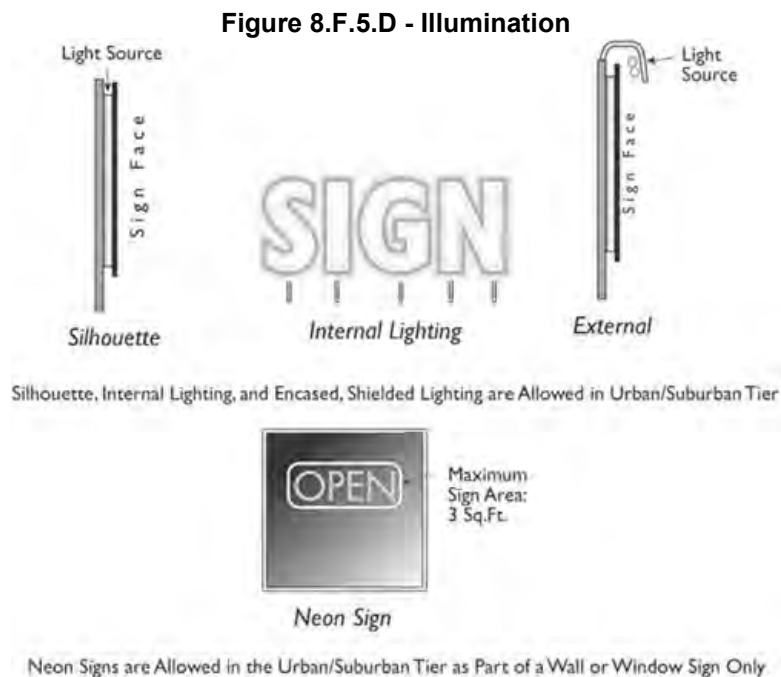 Figure 8.F.5.D - Illumination
Light Source
Sign Face
Silhouette
SIGN
Internal Lighting
Light
Source
Sign Face
External
Silhouette, Internal Lighting, and Encased, Shielded Lighting are Allowed in Urban/Suburban Tier
OPEN
Maximum
Sign Area:
3 Sq.Ft.
Neon Sign
Neon Signs are Allowed in the Urban/Suburban Tier as Part of a Wall or Window Sign Only